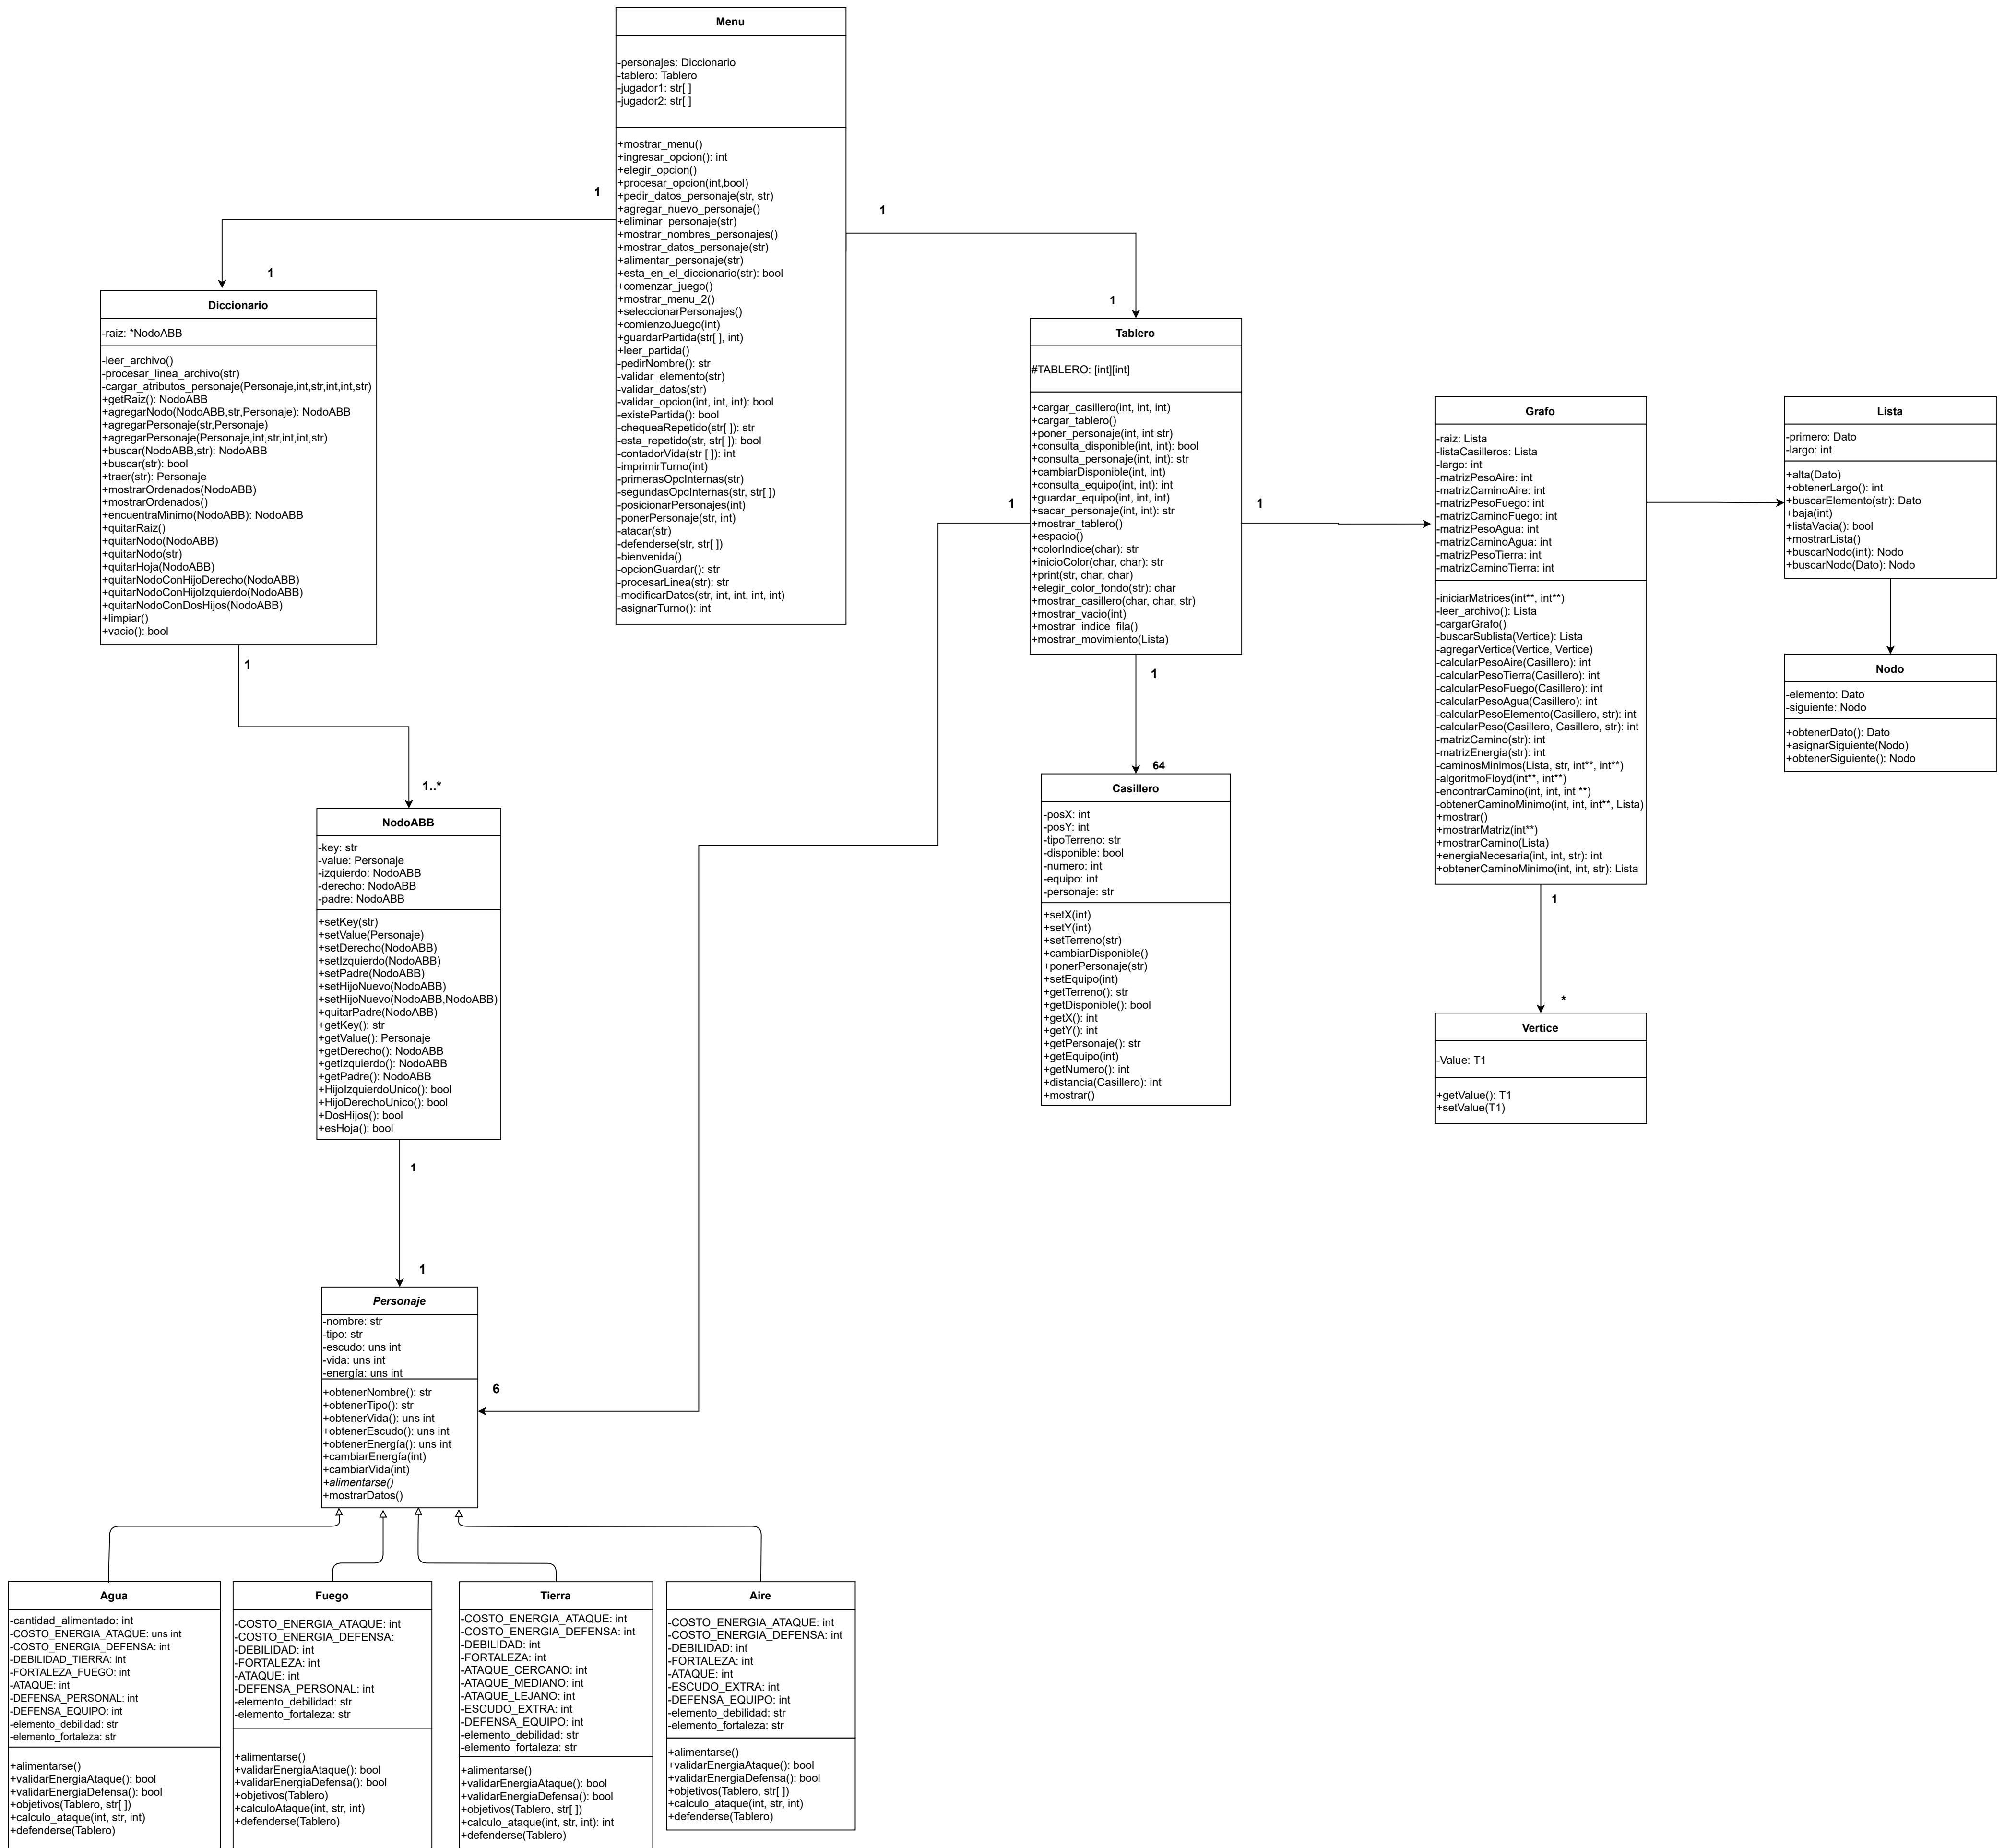 Menu
-personajes: Diccionario
-tablero: Tablero
-jugador1: str[ ]
-jugador2: str[ ]
+mostrar_menu()
+ingresar_opcion(): int
+elegir_opcion()
+procesar_opcion(int,bool)
+pedir_datos_personaje(str, str)
+agregar_nuevo_personaje()
+eliminar_personaje(str)
+mostrar_nombres_personajes()
+mostrar_datos_personaje(str)
+alimentar_personaje(str)
+esta_en_el_diccionario(str): bool
+comenzar_juego()
+mostrar_menu_2()
+seleccionarPersonajes()
+comienzoJuego(int)
+guardarPartida(str[ ], int)
+leer_partida()
-pedirNombre(): str
-validar_elemento(str)
-validar_datos(str)
-validar_opcion(int, int, int): bool
-existePartida(): bool
-chequeaRepetido(str[ ]): str
-esta_repetido(str, str[ ]): bool
-contadorVida(str [ ]): int
-imprimirTurno(int)
-primerasOpcInternas(str)
-segundasOpcInternas(str, str[ ])
-posicionarPersonajes(int)
-ponerPersonaje(str, int)
-atacar(str)
-defenderse(str, str[ ])
-bienvenida()
-opcionGuardar(): str
-procesarLinea(str): str
-modificarDatos(str, int, int, int, int)
-asignarTurno(): int
1
1
1
1
Diccionario
-raiz: *NodoABB
-leer_archivo()
-procesar_linea_archivo(str)
-cargar_atributos_personaje(Personaje,int,str,int,int,str)
+getRaiz(): NodoABB
+agregarNodo(NodoABB,str,Personaje): NodoABB
+agregarPersonaje(str,Personaje)
+agregarPersonaje(Personaje,int,str,int,int,str)
+buscar(NodoABB,str): NodoABB
+buscar(str): bool
+traer(str): Personaje
+mostrarOrdenados(NodoABB)
+mostrarOrdenados()
+encuentraMinimo(NodoABB): NodoABB
+quitarRaiz()
+quitarNodo(NodoABB)
+quitarNodo(str)
+quitarHoja(NodoABB)
+quitarNodoConHijoDerecho(NodoABB)
+quitarNodoConHijoIzquierdo(NodoABB)
+quitarNodoConDosHijos(NodoABB)
+limpiar()
+vacio(): bool
Tablero
#TABLERO: [int][int]
+cargar_casillero(int, int, int)
+cargar_tablero()
+poner_personaje(int, int str)
+consulta_disponible(int, int): bool
+consulta_personaje(int, int): str
+cambiarDisponible(int, int)
+consulta_equipo(int, int): int
+guardar_equipo(int, int, int)
+sacar_personaje(int, int): str
+mostrar_tablero()
+espacio()
+colorIndice(char): str
+inicioColor(char, char): str
+print(str, char, char)
+elegir_color_fondo(str): char
+mostrar_casillero(char, char, str)
+mostrar_vacio(int)
+mostrar_indice_fila()
+mostrar_movimiento(Lista)
1
1
Grafo
-raiz: Lista
-listaCasilleros: Lista
-largo: int
-matrizPesoAire: int
-matrizCaminoAire: int
-matrizPesoFuego: int
-matrizCaminoFuego: int
-matrizPesoAgua: int
-matrizCaminoAgua: int
-matrizPesoTierra: int
-matrizCaminoTierra: int
-iniciarMatrices(int**, int**)
-leer_archivo(): Lista
-cargarGrafo()
-buscarSublista(Vertice): Lista
-agregarVertice(Vertice, Vertice)
-calcularPesoAire(Casillero): int
-calcularPesoTierra(Casillero): int
-calcularPesoFuego(Casillero): int
-calcularPesoAgua(Casillero): int
-calcularPesoElemento(Casillero, str): int
-calcularPeso(Casillero, Casillero, str): int
-matrizCamino(str): int
-matrizEnergia(str): int
-caminosMinimos(Lista, str, int**, int**)
-algoritmoFloyd(int**, int**)
-encontrarCamino(int, int, int **)
-obtenerCaminoMinimo(int, int, int**, Lista)
+mostrar()
+mostrarMatriz(int**)
+mostrarCamino(Lista)
+energiaNecesaria(int, int, str): int
+obtenerCaminoMinimo(int, int, str): Lista
Lista
-primero: Dato
-largo: int
+alta(Dato)
+obtenerLargo(): int
+buscarElemento(str): Dato
+baja(int)
+listaVacia(): bool
+mostrarLista()
+buscarNodo(int): Nodo
+buscarNodo(Dato): Nodo
Nodo
-elemento: Dato
-siguiente: Nodo
+obtenerDato(): Dato
+asignarSiguiente(Nodo)
+obtenerSiguiente(): Nodo
1
1..*
1
64
NodoABB
-key: str
-value: Personaje
-izquierdo: NodoABB
-derecho: NodoABB
-padre: NodoABB
+setKey(str)
+setValue(Personaje)
+setDerecho(NodoABB)
+setIzquierdo(NodoABB)
+setPadre(NodoABB)
+setHijoNuevo(NodoABB)
+setHijoNuevo(NodoABB,NodoABB)
+quitarPadre(NodoABB)
+getKey(): str
+getValue(): Personaje
+getDerecho(): NodoABB
+getIzquierdo(): NodoABB
+getPadre(): NodoABB
+HijoIzquierdoUnico(): bool
+HijoDerechoUnico(): bool
+DosHijos(): bool
+esHoja(): bool
Casillero
-posX: int
-posY: int
-tipoTerreno: str
-disponible: bool
-numero: int
-equipo: int
-personaje: str
+setX(int)
+setY(int)
+setTerreno(str)
+cambiarDisponible()
+ponerPersonaje(str)
+setEquipo(int)
+getTerreno(): str
+getDisponible(): bool
+getX(): int
+getY(): int
+getPersonaje(): str
+getEquipo(int)
+getNumero(): int
+distancia(Casillero): int
+mostrar()
1
*
Vertice
-Value: T1
+getValue(): T1
+setValue(T1)
1
1
Personaje
-nombre: str
-tipo: str
-escudo: uns int
-vida: uns int
-energía: uns int
+obtenerNombre(): str
+obtenerTipo(): str
+obtenerVida(): uns int
+obtenerEscudo(): uns int
+obtenerEnergía(): uns int
+cambiarEnergía(int)
+cambiarVida(int)
+alimentarse()
+mostrarDatos()
6
Agua
-cantidad_alimentado: int
-COSTO_ENERGIA_ATAQUE: uns int
-COSTO_ENERGIA_DEFENSA: int
-DEBILIDAD_TIERRA: int
-FORTALEZA_FUEGO: int
-ATAQUE: int
-DEFENSA_PERSONAL: int
-DEFENSA_EQUIPO: int
-elemento_debilidad: str
-elemento_fortaleza: str
+alimentarse()
+validarEnergiaAtaque(): bool
+validarEnergiaDefensa(): bool
+objetivos(Tablero, str[ ])
+calculo_ataque(int, str, int)
+defenderse(Tablero)
Fuego
-COSTO_ENERGIA_ATAQUE: int
-COSTO_ENERGIA_DEFENSA:
-DEBILIDAD: int
-FORTALEZA: int
-ATAQUE: int
-DEFENSA_PERSONAL: int
-elemento_debilidad: str
-elemento_fortaleza: str
+alimentarse()
+validarEnergiaAtaque(): bool
+validarEnergiaDefensa(): bool
+objetivos(Tablero)
+calculoAtaque(int, str, int)
+defenderse(Tablero)
Tierra
-COSTO_ENERGIA_ATAQUE: int
-COSTO_ENERGIA_DEFENSA: int
-DEBILIDAD: int
-FORTALEZA: int
-ATAQUE_CERCANO: int
-ATAQUE_MEDIANO: int
-ATAQUE_LEJANO: int
-ESCUDO_EXTRA: int
-DEFENSA_EQUIPO: int
-elemento_debilidad: str
-elemento_fortaleza: str
+alimentarse()
+validarEnergiaAtaque(): bool
+validarEnergiaDefensa(): bool
+objetivos(Tablero, str[ ])
+calculo_ataque(int, str, int): int
+defenderse(Tablero)
Aire
-COSTO_ENERGIA_ATAQUE: int
-COSTO_ENERGIA_DEFENSA: int
-DEBILIDAD: int
-FORTALEZA: int
-ATAQUE: int
-ESCUDO_EXTRA: int
-DEFENSA_EQUIPO: int
-elemento_debilidad: str
-elemento_fortaleza: str
+alimentarse()
+validarEnergiaAtaque(): bool
+validarEnergiaDefensa(): bool
+objetivos(Tablero, str[ ])
+calculo_ataque(int, str, int)
+defenderse(Tablero)